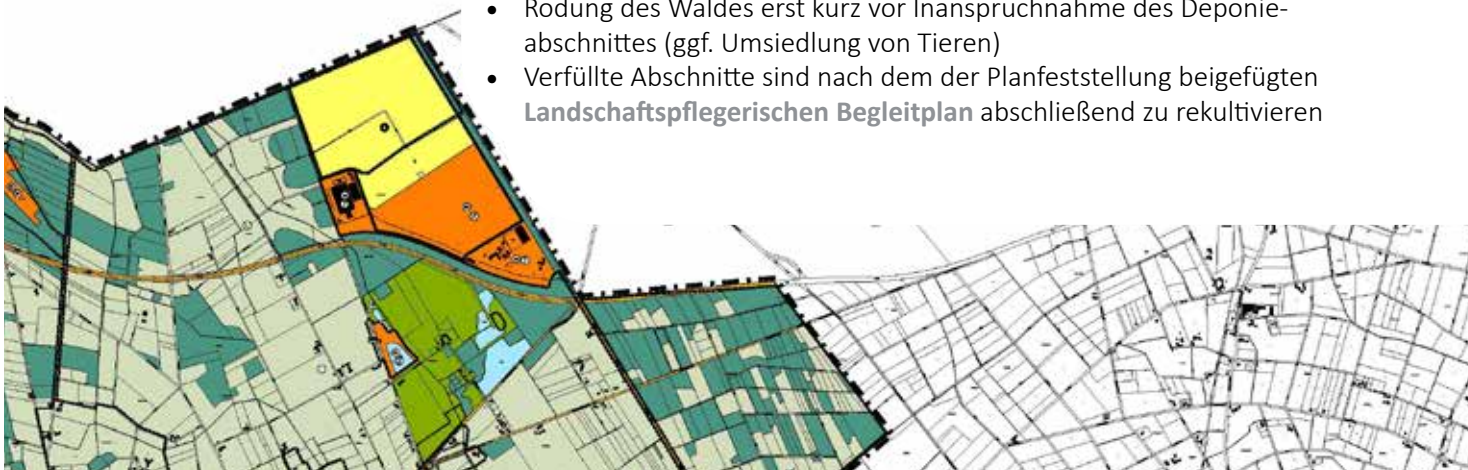 • Rodung des Waldes erst kurz vor Inanspruchnahme des Deponie-
abschnittes (ggf. Umsiedlung von Tieren)
• Verfüllte Abschnitte sind nach dem der Planfeststellung beigefügten
Landschaftspflegerischen Begleitplan abschließend zu rekultivieren